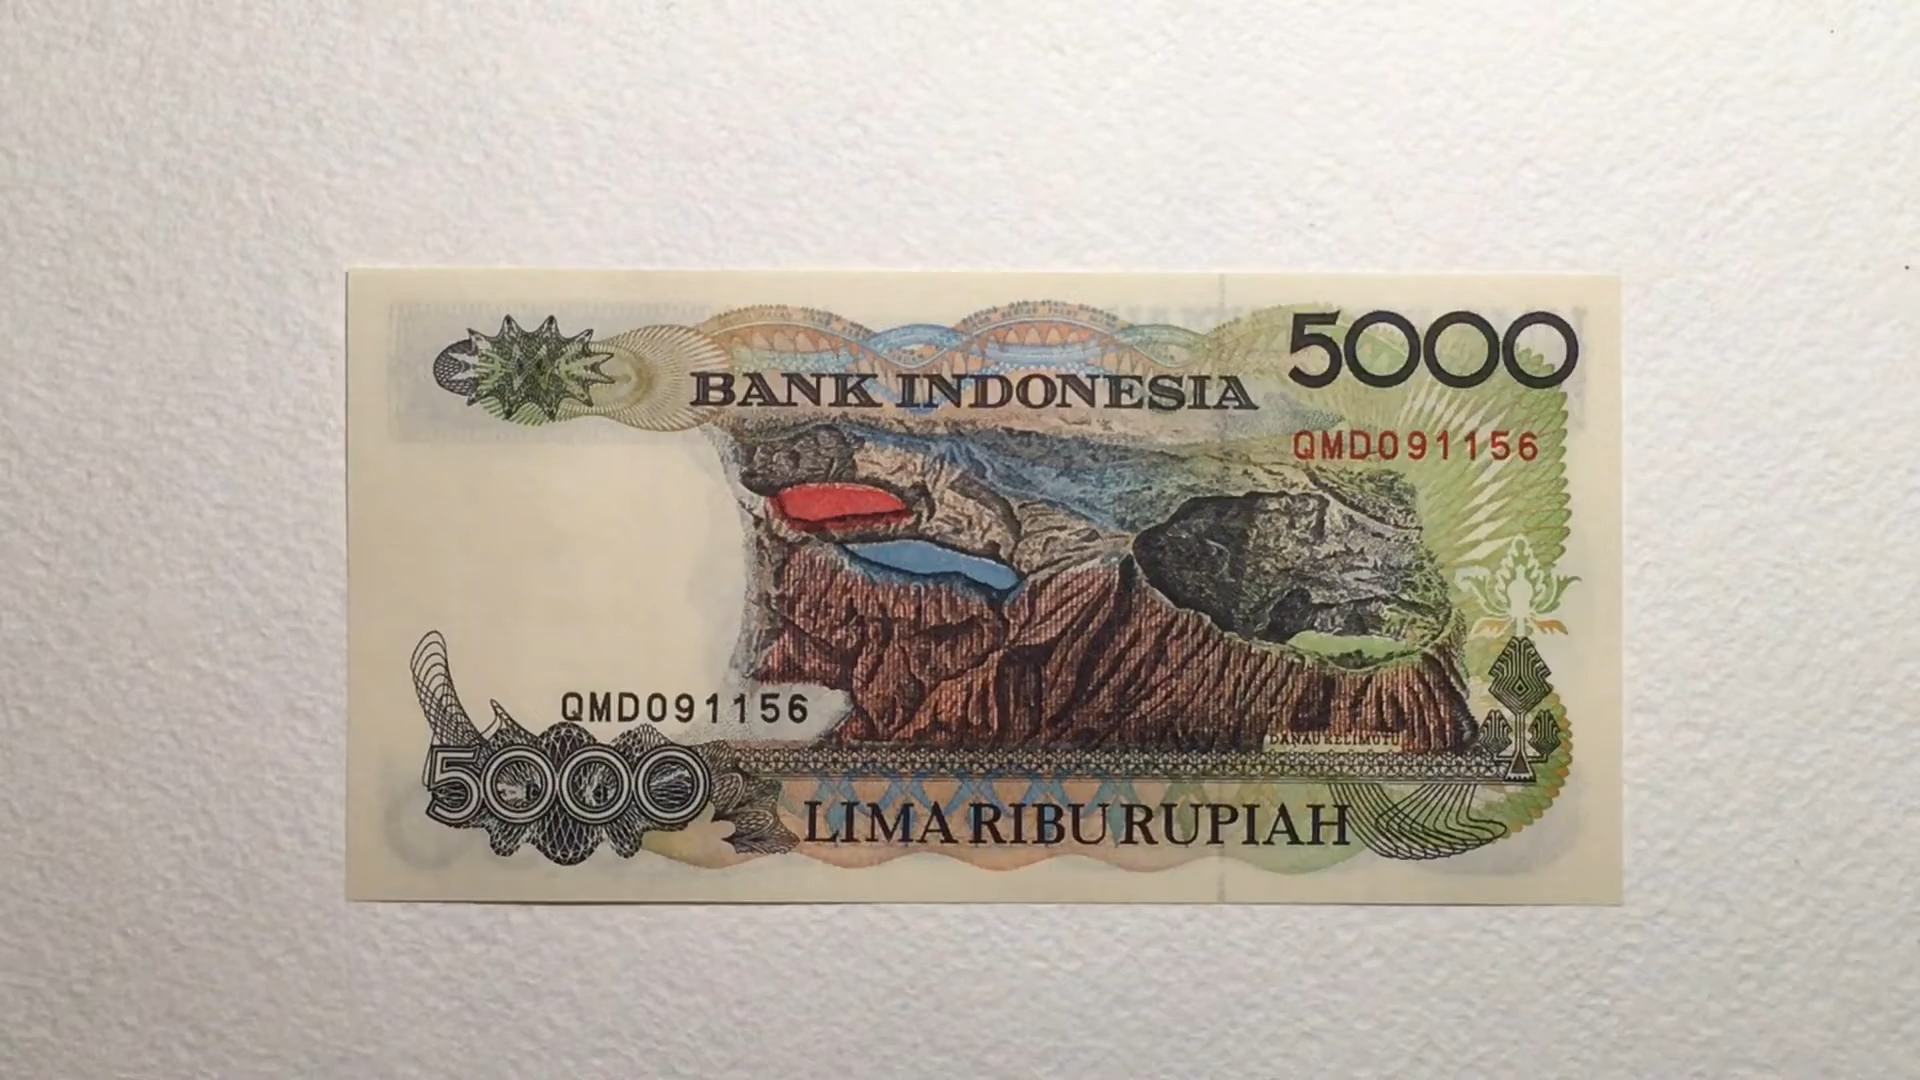 BANK INDONESIA
5000
QMD091156
QMD091156
DANAU KELIMUTU
5000
LIMA RIBU RUPIAH